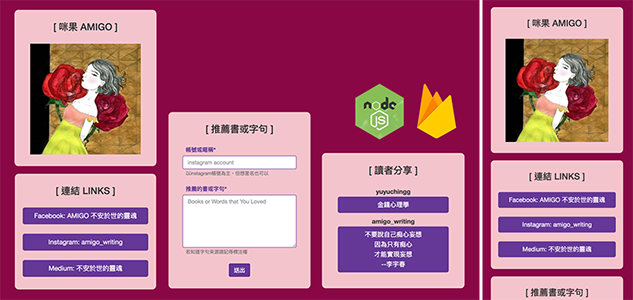 [ 咪果 AMIGO ]
[ 連結 LINKS ]
Facebook: AMIGO 不安於世的靈魂
Instagram: amigo_writing
Medium: 不安於世的靈魂
[ 推薦書或字句 ]
帳號或暱稱*
instagram account
以instagram帳號為主，但想匿名也可以
推薦的書或字句*
Books or Words that You Loved
若知道字句來源請記得標注喔
送出
node
JS
[ 讀者分享 ]
yuyuchingg
金錢心理學
amigo_writing
不要說自己痴心妄想
因為只有痴心
才能實現妄想
--李宇春
[ 咪果 AMIGO ]
[ 連結 LINKS ]
Facebook: AMIGO 不安於世的靈魂
Instagram: amigo_writing
Medium: 不安於世的靈魂
[ 推薦書或字句 ]